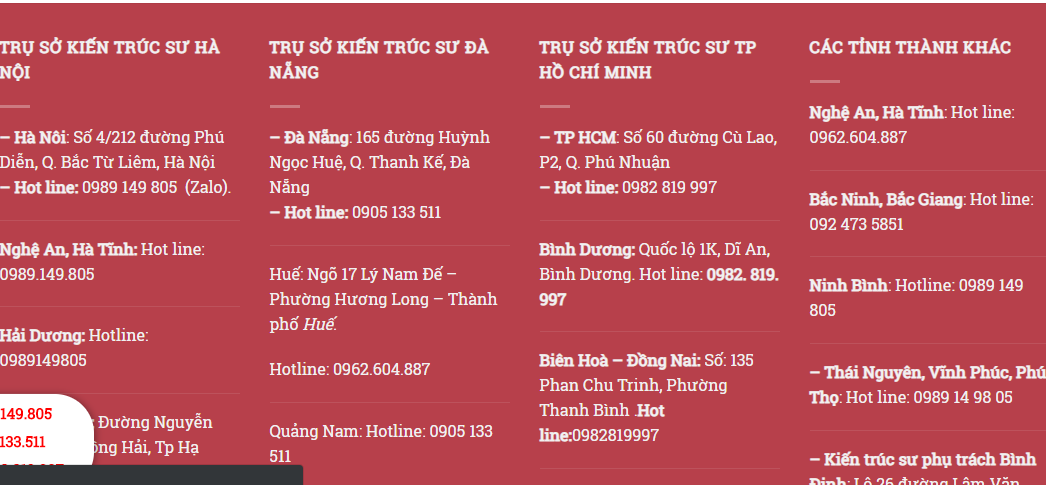 TRỤ SỞ KIẾN TRÚC SƯ HÀ
NỘI
– Hà Nôi: Số 4/212 đường Phú
Diễn, Q. Bắc Từ Liêm, Hà Nội
– Hot line: 0989 149 805 (Zalo).
Nghệ An, Hà Tĩnh: Hot line:
0989.149.805
Hải Dương: Hotline:
0989149805
: Đường Nguyễn
Hải, Tp Hạ
149.805
133.511
TRỤ SỞ KIẾN TRÚC SƯ ĐÀ
NẴNG
– Đà Nẵng: 165 đường Huỳnh
Ngọc Huệ, Q. Thanh Kế, Đà
Nẵng
– Hot line: 0905 133 511
Huế: Ngõ 17 Lý Nam Đế –
Phường Hương Long – Thành
phố Huế.
Hotline: 0962.604.887
Quảng Nam: Hotline: 0905 133
511
TRỤ SỞ KIẾN TRÚC SƯ TP
HỒ CHÍ MINH
– TP HCM: Số 60 đường Cù Lao,
P2, Q. Phú Nhuận
– Hot line: 0982 819 997
Bình Dương: Quốc lộ 1K, Dĩ An,
Bình Dương. Hot line: 0982. 819.
997
Biên Hoà – Đồng Nai: Số: 135
Phan Chu Trinh, Phường
Thanh Bình .Hot
line:0982819997
CÁC TỈNH THÀNH KHÁC
Nghệ An, Hà Tĩnh: Hot line:
0962.604.887
Bắc Ninh, Bắc Giang: Hot line:
092 473 5851
Ninh Bình: Hotline: 0989 149
805
– Thái Nguyên, Vĩnh Phúc, Phú
Thọ: Hot line: 0989 14 98 05
– Kiến trúc sư phụ trách Bình
Định: Lô 26 đường Lâm Văn